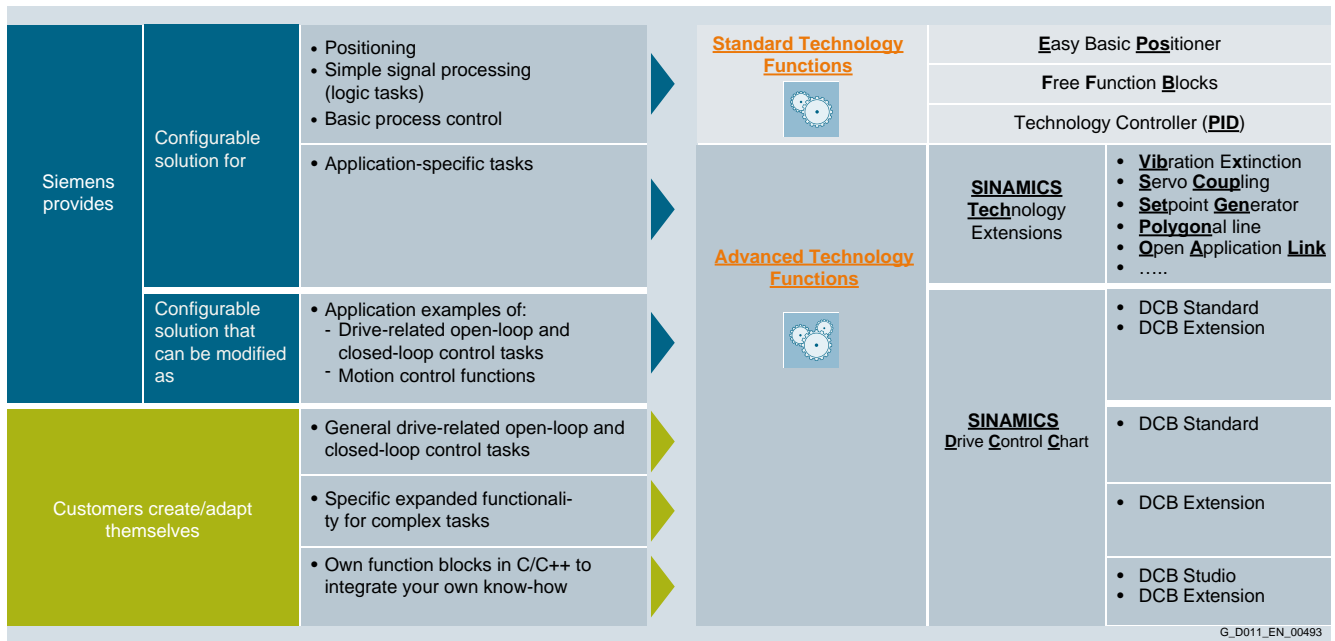 Siemens
provides
Configurable
solution for
• Positioning
• Simple signal processing
(logic tasks)
• Basic process control
• Application-specific tasks
Configurable
solution that
can be modified
as
• Application examples of:
- Drive-related open-loop and
closed-loop control tasks
- Motion control functions
Customers create/adapt
themselves
• General drive-related open-loop and
closed-loop control tasks
• Specific expanded functionali-
ty for complex tasks
• Own function blocks in C/C++ to
integrate your own know-how
Standard Technology
Functions
Easy Basic Positioner
Free Function Blocks
Technology Controller (PID)
Advanced Technology
Functions
SINAMICS
Technology
Extensions
• Vibration Extinction
• Servo Coupling
• Setpoint Generator
• Polygonal line
• Open Application Link
• …..
SINAMICS
Drive Control Chart
• DCB Standard
• DCB Extension
• DCB Standard
• DCB Extension
• DCB Studio
• DCB Extension
G_D011_EN_00493